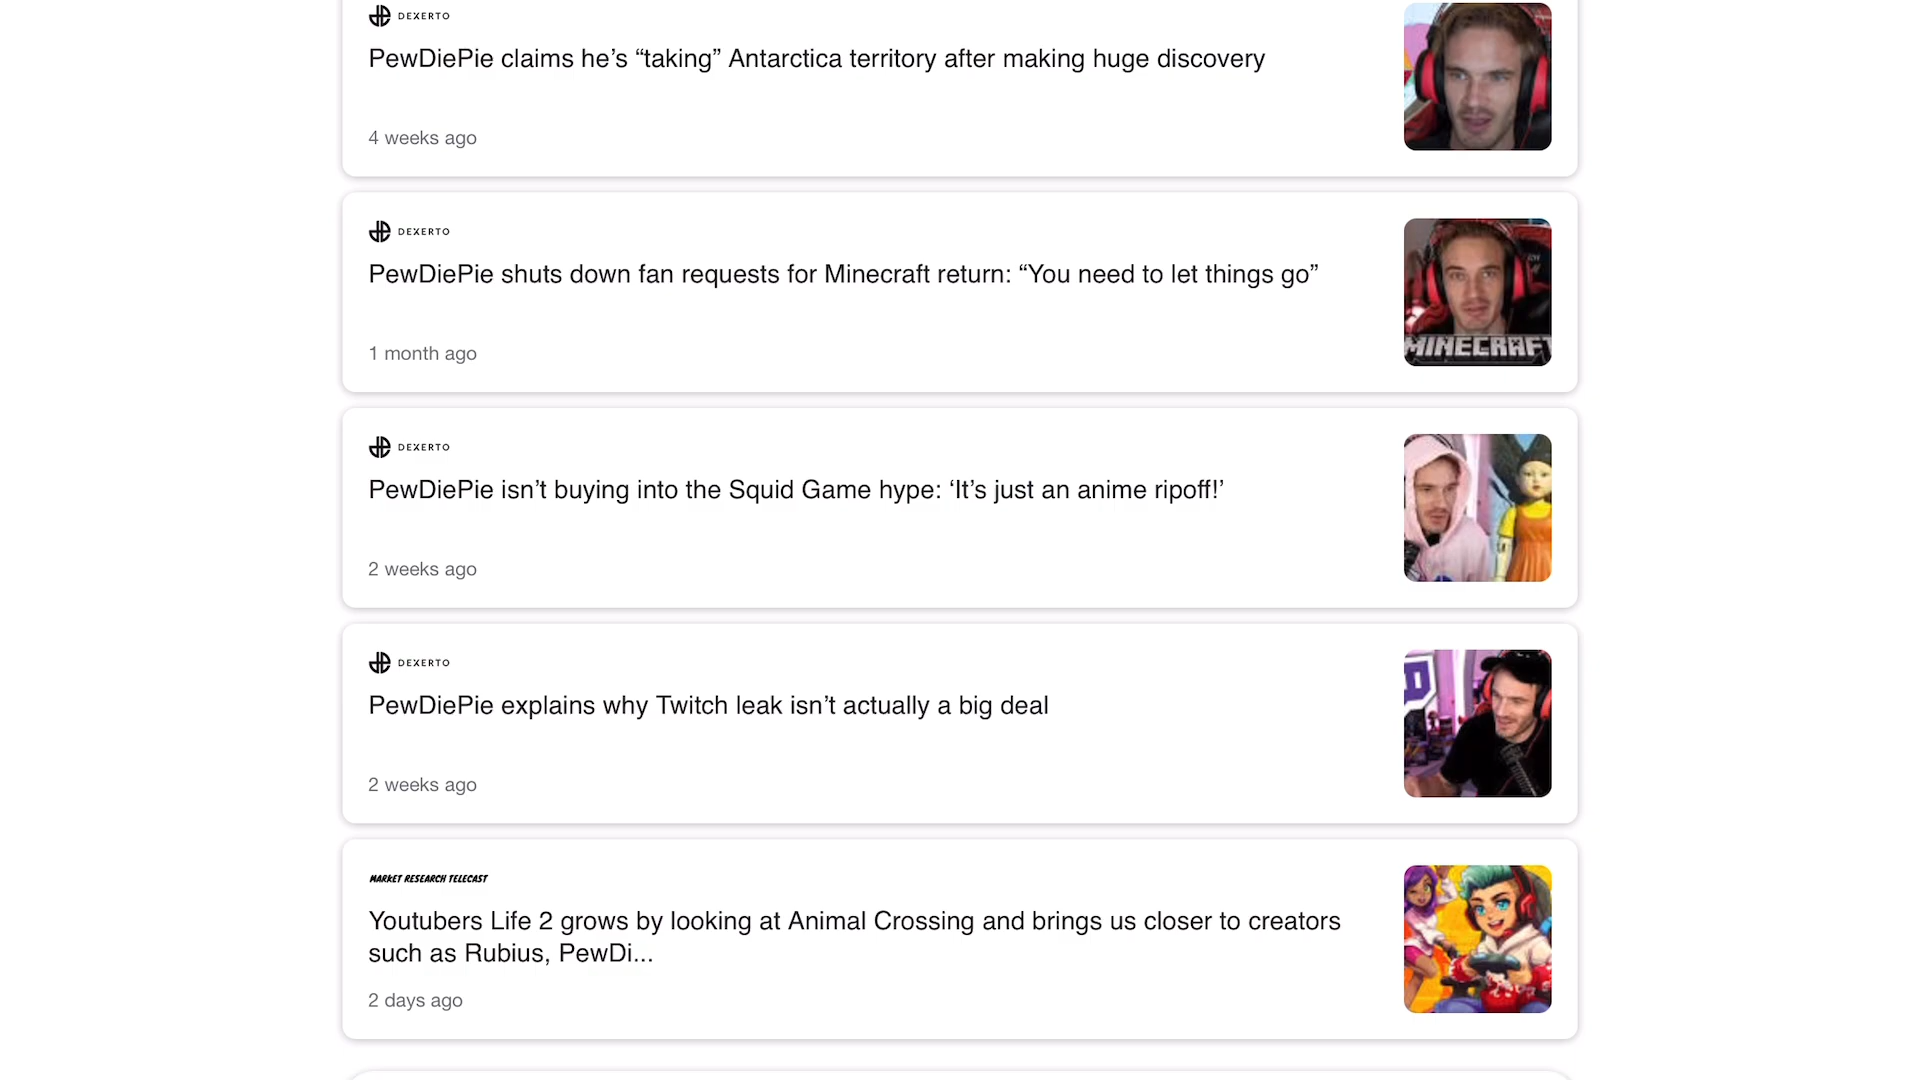 DEXERTO
PewDiePie claims he’s “taking” Antarctica territory after making huge discovery
4 weeks ago
DEXERTO
PewDiePie shuts down fan requests for Minecraft return: “You need to let things go”
1 month ago
MINECRAFT
DEXERTO
PewDiePie isn’t buying into the Squid Game hype: ‘It’s just an anime ripoff!’
2 weeks ago
DEXERTO
PewDiePie explains why Twitch leak isn’t actually a big deal
2 weeks ago
MARKET RESEARCH TELECAST
Youtubers Life 2 grows by looking at Animal Crossing and brings us closer to creators
such as Rubius, PewDi...
2 days ago